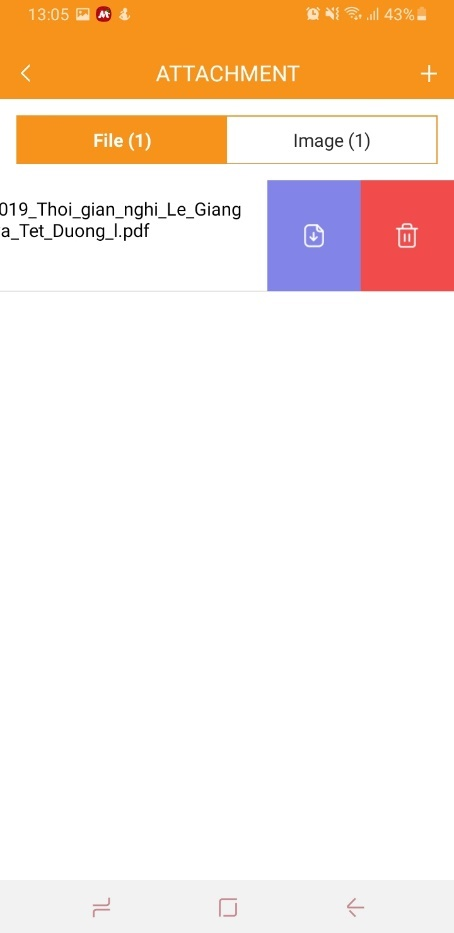 13:05
43%
ATTACHMENT
File (1)
Image (1)
019_Thoi_gian_nghi_Le_Giang
a_Tet_Duong_l.pdf